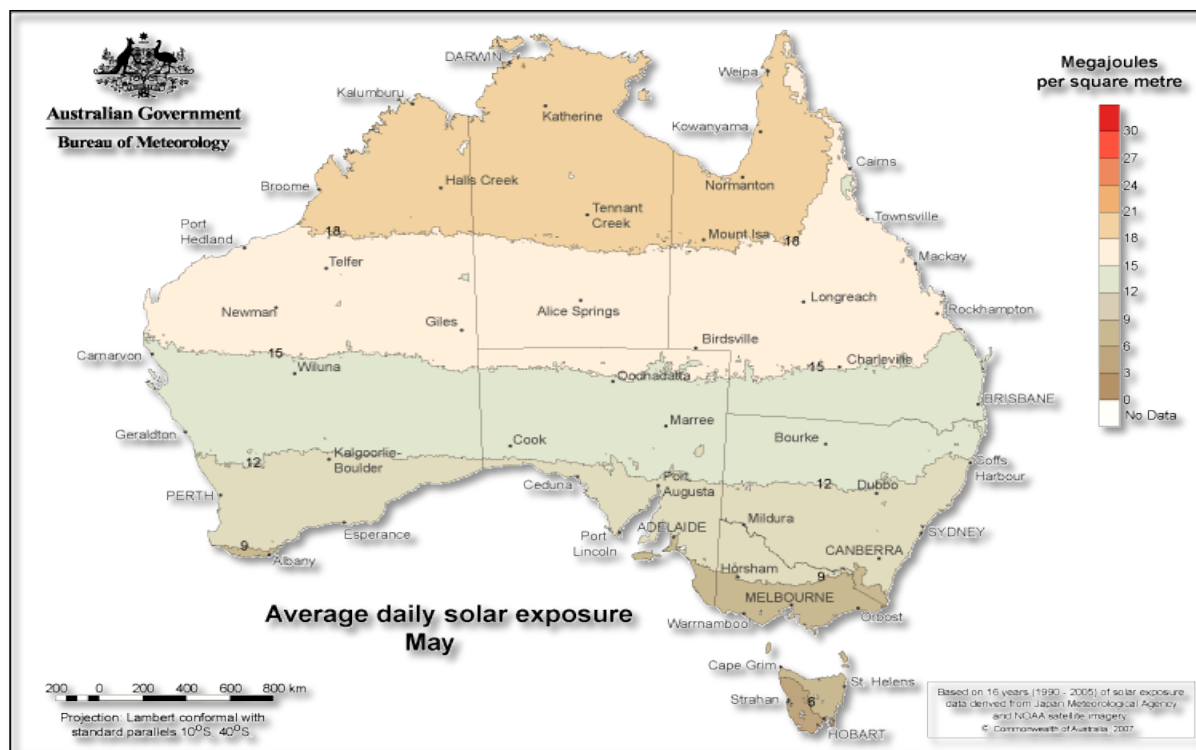 Australian Government
Bureau of Meteorology
Megajoules
per square metre
30
27
24
21
18
15
12
9
6
3
0
No Data
DARWIN
Weipa
Kalumburu
Katherine
Kowanyama
Cairns
Broome
Halls Creek
Normanton
Tennant
Creek
Townsville
Port
Hedland
18
Mount Isa
18
Telfer
Mackay
Newman
Alice Springs
Longreach
Rockhampton
Giles
Birdsville
Carnarvon
15
Wiluna
Oodnadatta
15
Charleville
BRISBANE
Geraldton
Marree
Cook
Bourke
12
Kalgoorlie-
Boulder
Coffs
Harbour
PERTH
Ceduna
Port
Augusta
12
Dubbo
Esperance
Port
Lincoln
ADELAIDE
Mildura
SYDNEY
9
Albany
CANBERRA
Horsham
9
MELBOURNE
Warrnambool
Orbost
Average daily solar exposure
May
Cape Grim
St. Helens
Strahan
6
HOBART
200 0 200 400 600 800 km
Projection: Lambert conformal with
standard parallels 10°S, 40°S.
Based on 16 years (1990 - 2005) of solar exposure
data derived from Japan Meteorological Agency
and NOAA satellite imagery
© Commonwealth of Australia, 2007